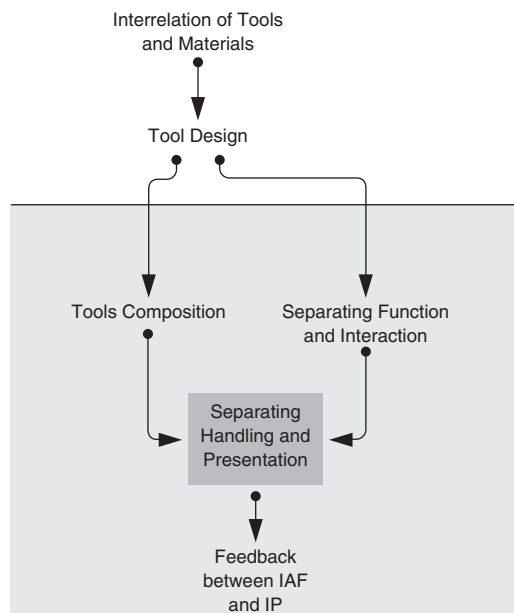 Interrelation of Tools
and Materials
Tool Design
Tools Composition
Separating Function
and Interaction
Separating
Handling and
Presentation
Feedback
between IAF
and IP